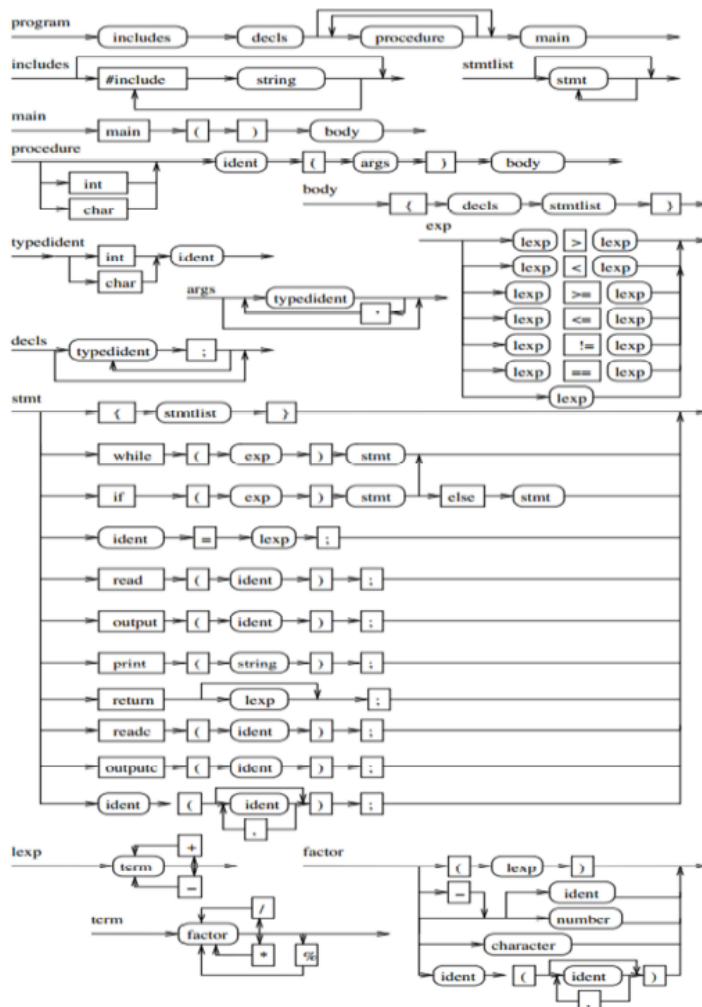 program
includes decls procedure main
includes stmtlist
#include string stmt
main
main ( ) body
procedure
ident ( args ) body
int
char
body
{ decls stmtlist }
exp
typedident
int ident
char
lexp > lexp
lexp < lexp
args
typedident
,
lexp >= lexp
lexp <= lexp
decls
typedident ;
lexp != lexp
lexp == lexp
lexp
stmt
{ stmtlist }
while ( exp ) stmt
if ( exp ) stmt else stmt
ident = lexp ;
read ( ident ) ;
output ( ident ) ;
print ( string ) ;
return lexp ;
readc ( ident ) ;
outputc ( ident ) ;
ident ( ident ) ;
,
lexp
+
term
-
factor
( lexp )
- ident
number
character
ident ( ident )
,
term
/
factor
* %